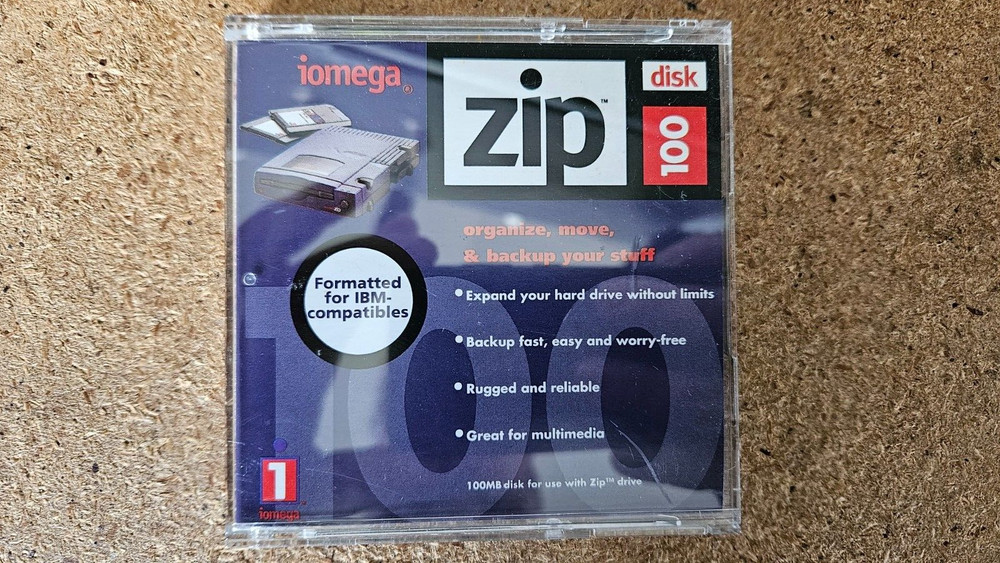 iomega®
zip™
disk
100
organize, move,
& backup your stuff
Formatted
for IBM-
compatibles
• Expand your hard drive without limits
• Backup fast, easy and worry-free
• Rugged and reliable
• Great for multimedia
100MB disk for use with Zip™ drive
100
1
iomega